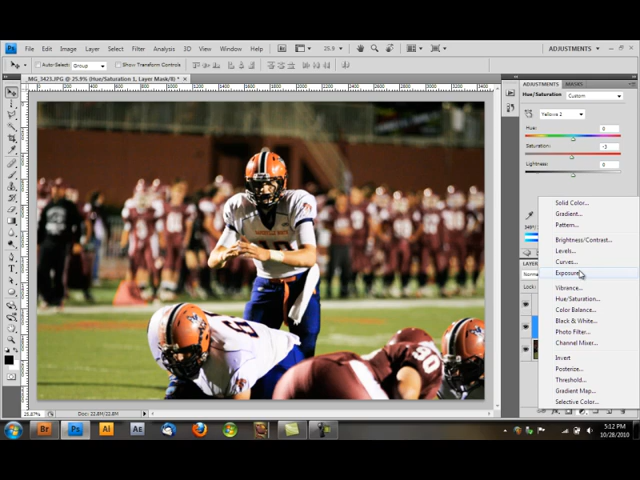 Ps File Edit Image Layer Select Filter Analysis 3D View Window Help Br 25.9 ADJUSTMENTS
Auto-Select: Group Show Transform Controls
_MG_3423.JPG @ 25.9% (Hue/Saturation 1, Layer Mask/8) *
ADJUSTMENTS MASKS
Hue/Saturation Custom
Yellows 2
Hue: 0
Saturation: -3
Lightness: 0
Solid Color...
Gradient...
Pattern...
Brightness/Contrast...
Levels...
Curves...
Exposure
Vibrance...
Hue/Saturation...
Color Balance...
Black & White...
Photo Filter...
Channel Mixer...
Invert
Posterize...
Threshold...
Gradient Map...
Selective Color...
90
25.87% Doc: 22.8M/22.8M
Br Ps Ai Ae
5:12 PM
10/28/2010